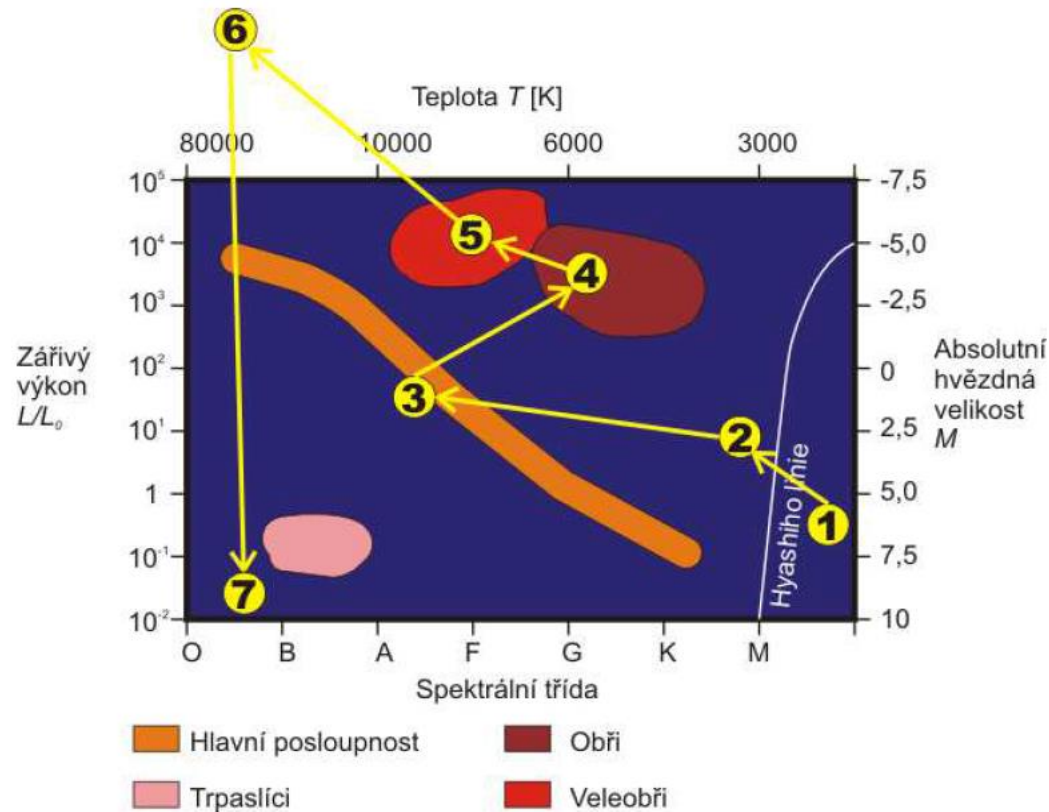 6
Teplota T [K]
80000 10000 6000 3000
10⁵ -7,5
5
10⁴ -5,0
4
10³ -2,5
Zářivý
výkon
L/L₀
10² 0
Absolutní
hvězdná
velikost
M
3
10¹ 2,5
2
1 5,0
1
Hyashiho linie
10⁻¹ 7,5
7
10⁻² 10
O B A F G K M
Spektrální třída
Hlavní posloupnost
Obři
Trpaslíci
Veleobři